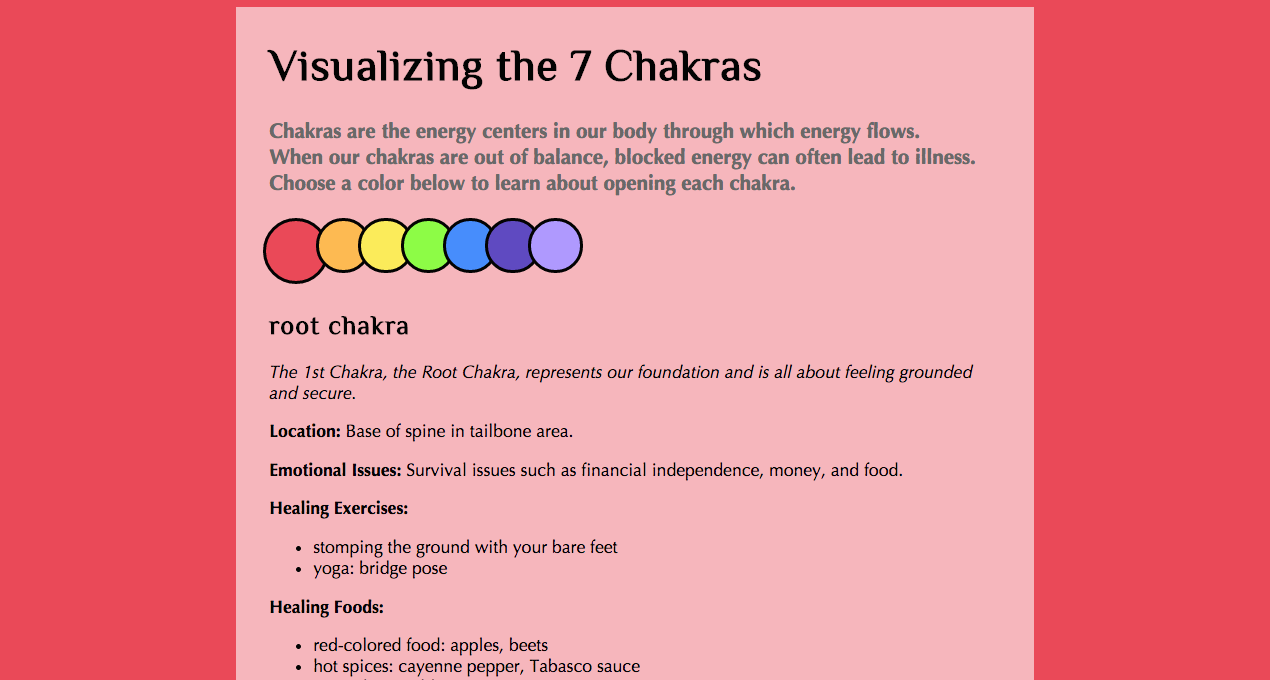 Visualizing the 7 Chakras
Chakras are the energy centers in our body through which energy flows.
When our chakras are out of balance, blocked energy can often lead to illness.
Choose a color below to learn about opening each chakra.
root chakra
The 1st Chakra, the Root Chakra, represents our foundation and is all about feeling grounded
and secure.
Location: Base of spine in tailbone area.
Emotional Issues: Survival issues such as financial independence, money, and food.
Healing Exercises:
• stomping the ground with your bare feet
• yoga: bridge pose
Healing Foods:
• red-colored food: apples, beets
• hot spices: cayenne pepper, Tabasco sauce